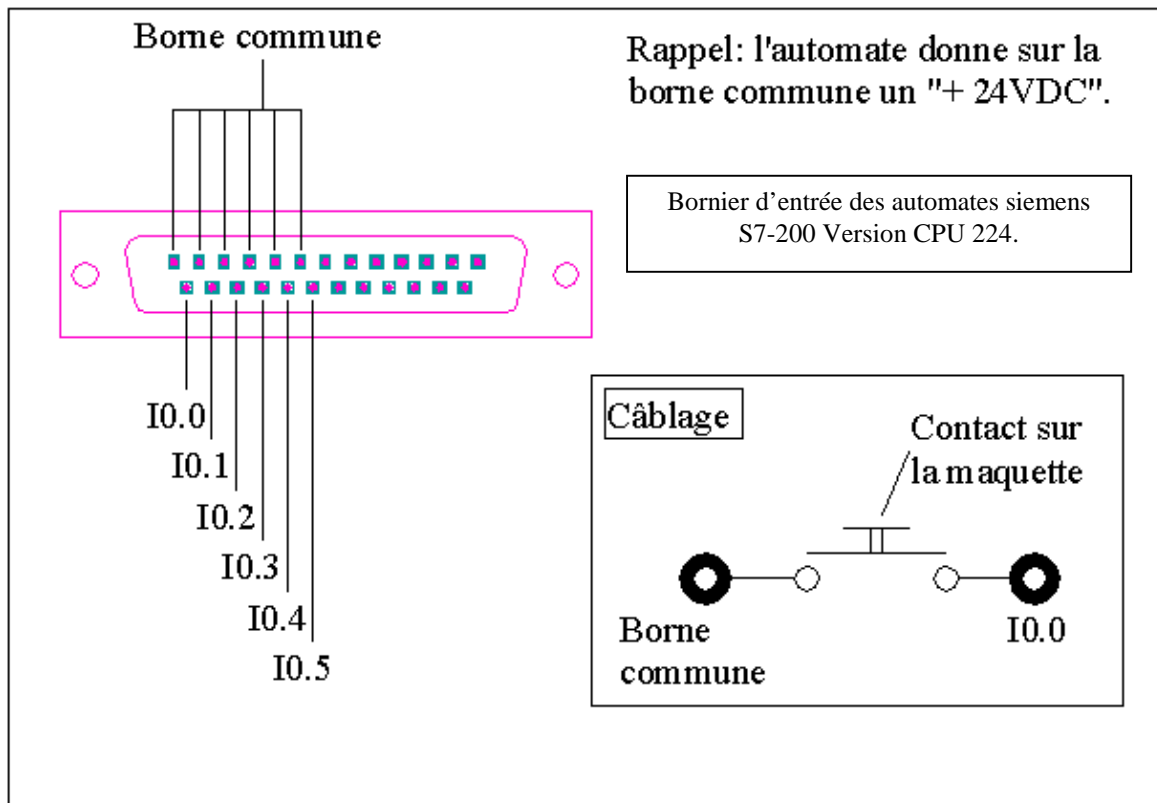 Borne commune
Rappel: l'automate donne sur la
borne commune un "+ 24VDC".
Bornier d'entrée des automates siemens
S7-200 Version CPU 224.
I0.0
I0.1
I0.2
I0.3
I0.4
I0.5
Câblage
Contact sur
la maquette
Borne
commune
I0.0